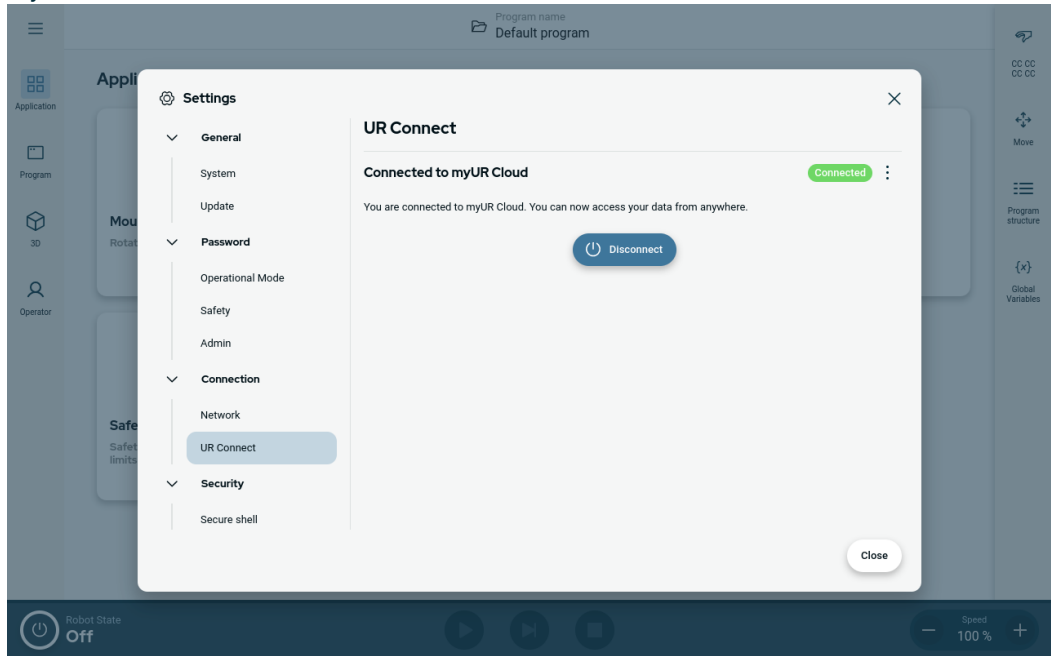 Program name
Default program
Application
Program
3D
Operator
Appli
Mou
Rotat
Safe
Safet
limits
Settings
General
System
Update
Password
Operational Mode
Safety
Admin
Connection
Network
UR Connect
Security
Secure shell
UR Connect
Connected to myUR Cloud
Connected
You are connected to myUR Cloud. You can now access your data from anywhere.
Disconnect
Close
CC CC
CC CC
Move
Program
structure
{x}
Global
Variables
Robot State
Off
Speed
100 %